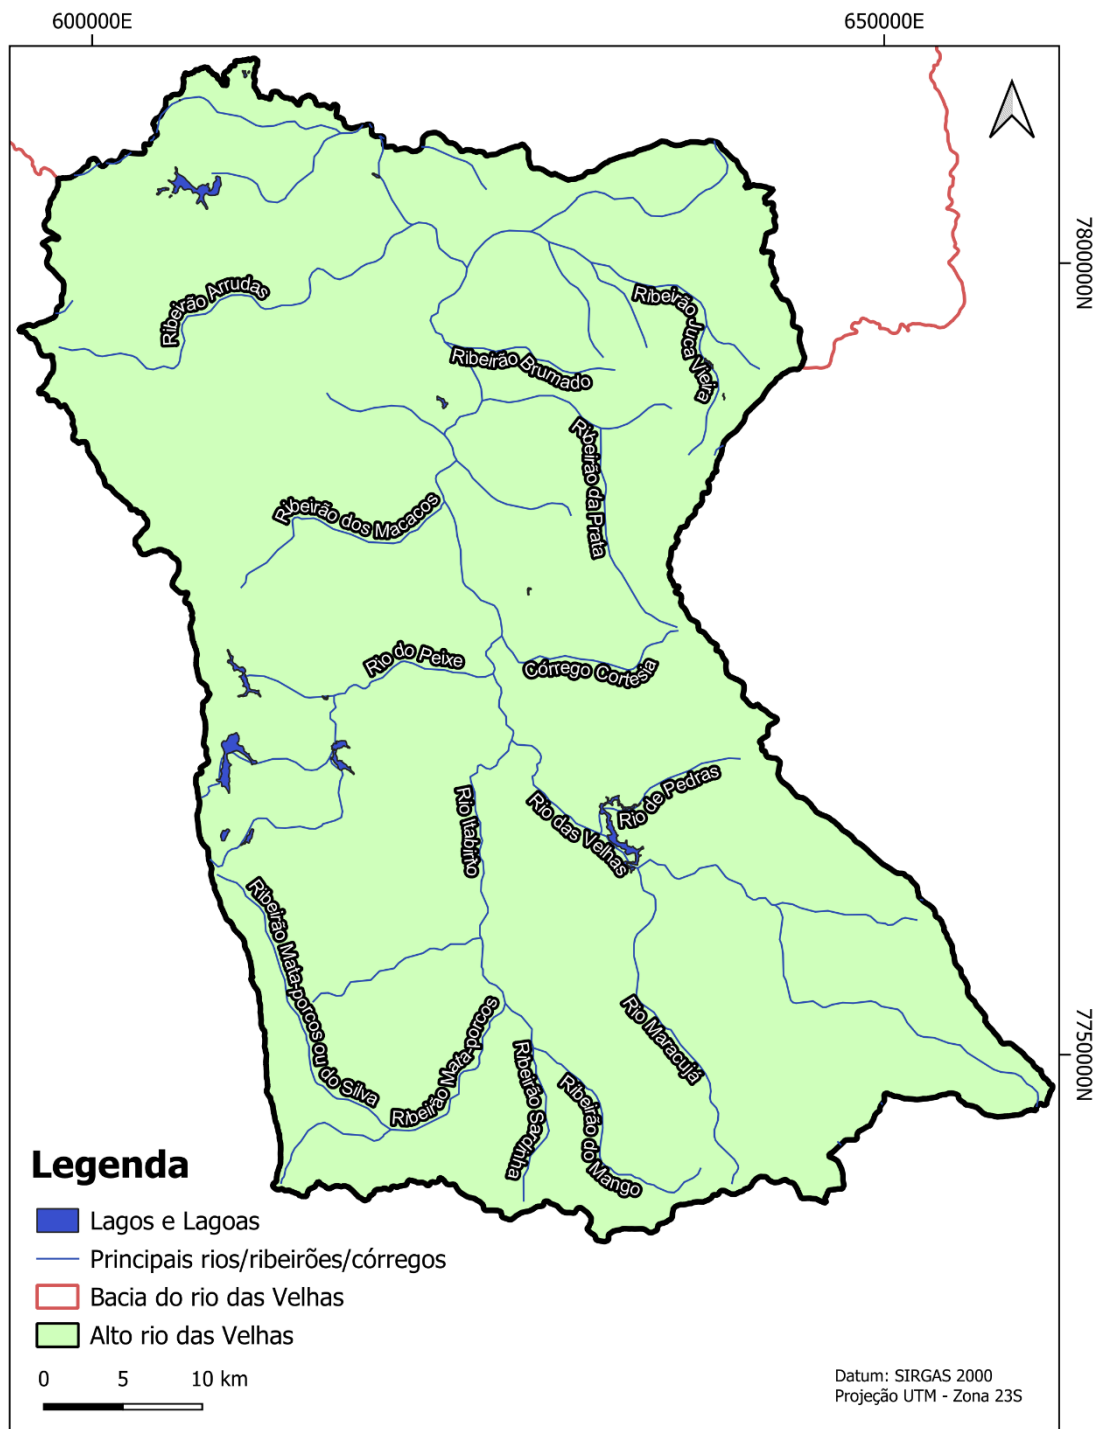 600000E
650000E
7800000N
Ribeirão Arrudas
Ribeirão Juca Vieira
Ribeirão Brumado
Ribeirão da Prata
Ribeirão dos Macacos
Rio do Peixe
Córrego Cortesia
Rio de Pedras
Rio Itabirito
Rio das Velhas
Ribeirão Mata-porcos ou do Silva
Ribeirão Mata-porcos
Rio Maracujá
7750000N
Ribeirão Sardinha
Ribeirão do Mango
Legenda
Lagos e Lagoas
Principais rios/ribeirões/córregos
Bacia do rio das Velhas
Alto rio das Velhas
0 5 10 km
Datum: SIRGAS 2000
Projeção UTM - Zona 23S